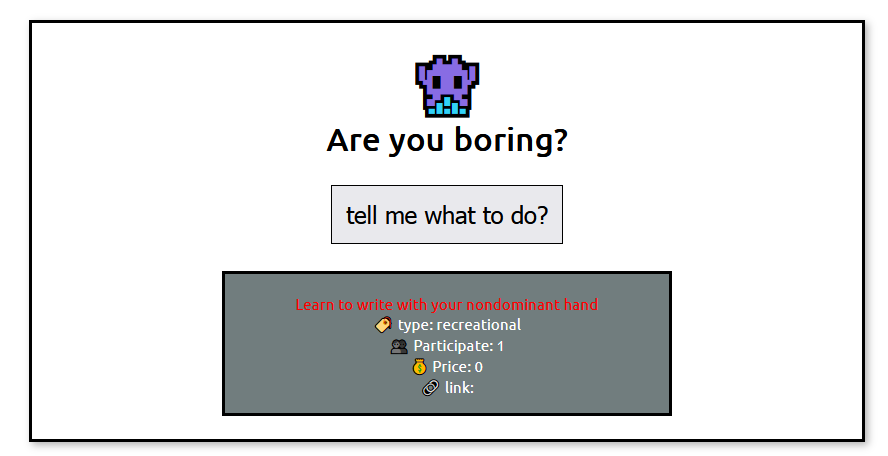 Are you boring?
tell me what to do?
Learn to write with your nondominant hand
type: recreational
Participate: 1
Price: 0
link: